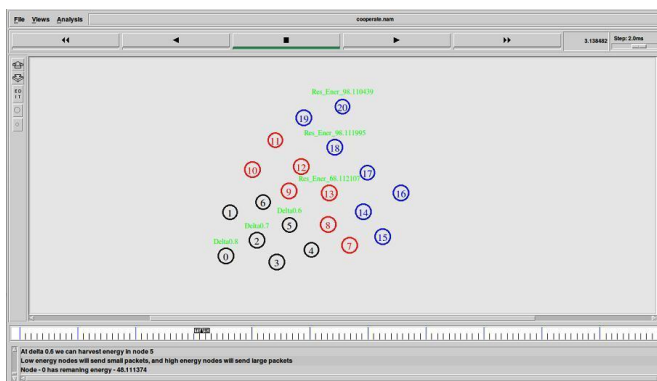 File Views Analysis
cooperate.nam
3.138482
Step: 2.0ms
EDIT
Res_Ener_98.110439
20
19
Res_Ener_98.111995
11
18
12
10
17
Res_Ener_68.112107
9
13
16
6
1
Delta0.6
14
5
8
Delta0.7
2
15
Delta0.8
7
4
0
3
At delta 0.6 we can harvest energy in node 5
Low energy nodes will send small packets, and high energy nodes will send large packets
Node - 0 has remaning energy - 48.111374